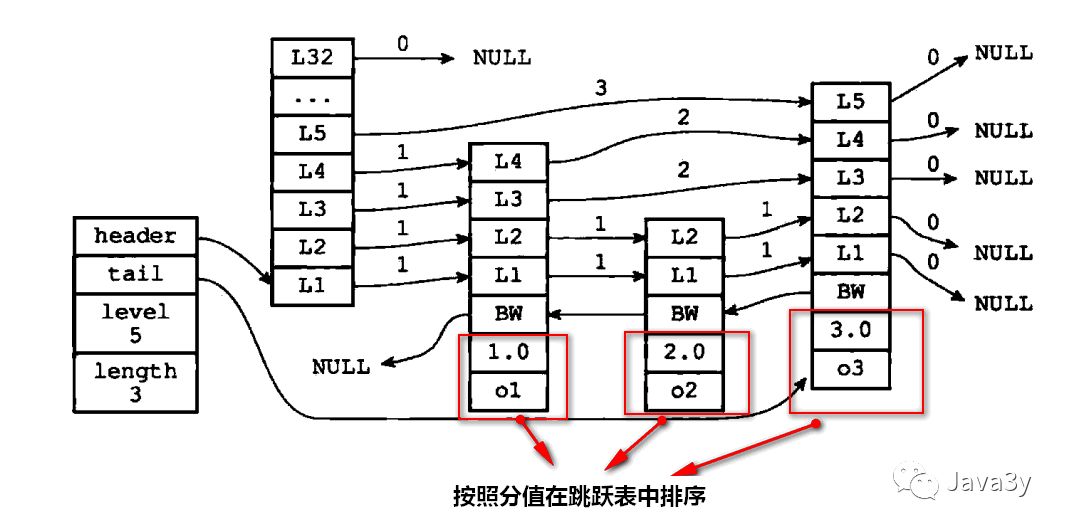 header
tail
level
5
length
3
L32
...
L5
L4
L3
L2
L1
0
NULL
3
1
1
1
1
L4
L3
L2
L1
BW
1.0
o1
NULL
2
2
1
1
L2
L1
BW
2.0
o2
1
1
L5
L4
L3
L2
L1
BW
3.0
o3
0
NULL
0
NULL
0
NULL
0
NULL
0
NULL
按照分值在跳跃表中排序
Java3y